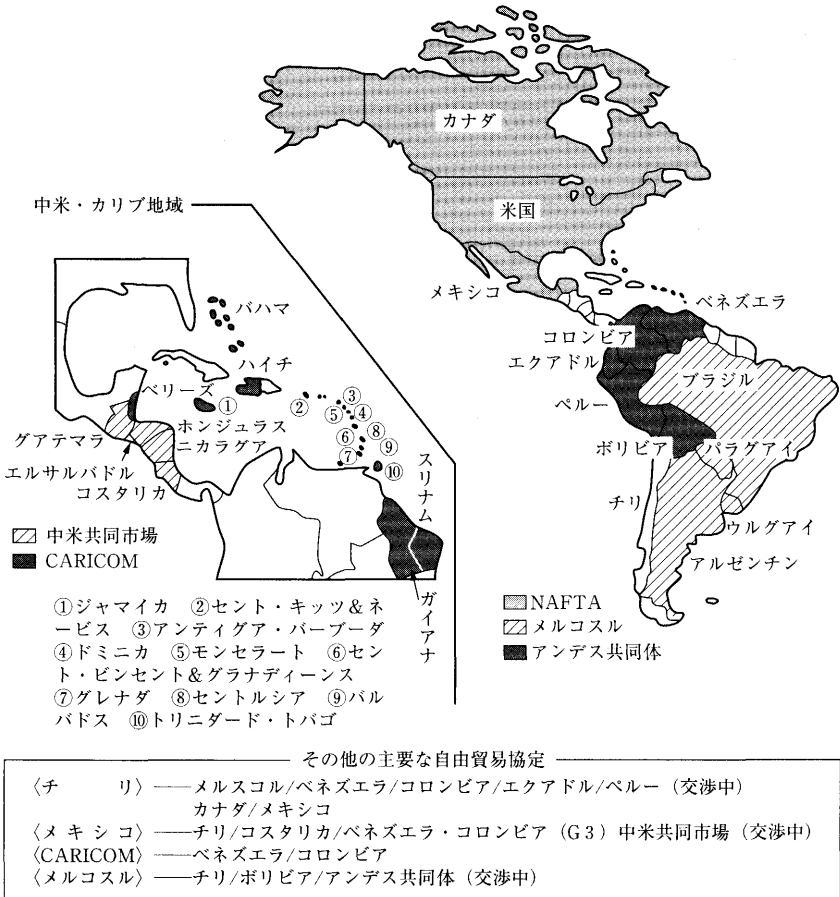 カナダ
米国
中米・カリブ地域
メキシコ
ベネズエラ
コロンビア
エクアドル
ブラジル
ペルー
ボリビア
パラグアイ
チリ
ウルグアイ
アルゼンチン
バハマ
ハイチ
ベリーズ
①
②
③
④
⑤
⑥
⑦
⑧
⑨
⑩
ホンジュラス
ニカラグア
グアテマラ
エルサルバドル
コスタリカ
スリナム
ガイアナ
中米共同市場
CARICOM
NAFTA
メルコスル
アンデス共同体
①ジャマイカ ②セント・キッツ&ネ
ービス ③アンティグア・バーブーダ
④ドミニカ ⑤モンセラート ⑥セン
ト・ビンセント&グラナディーンス
⑦グレナダ ⑧セントルシア ⑨バル
バドス ⑩トリニダード・トバゴ
その他の主要な自由貿易協定
〈チリ〉――メルスコル/ベネズエラ/コロンビア/エクアドル/ペルー(交渉中)
カナダ/メキシコ
〈メキシコ〉――チリ/コスタリカ/ベネズエラ・コロンビア(G3)中米共同市場(交渉中)
〈CARICOM〉――ベネズエラ/コロンビア
〈メルコスル〉――チリ/ボリビア/アンデス共同体(交渉中)